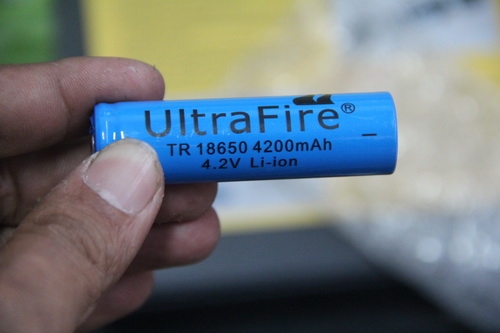 UltraFire®
TR 18650 4200mAh
4.2V Li-ion